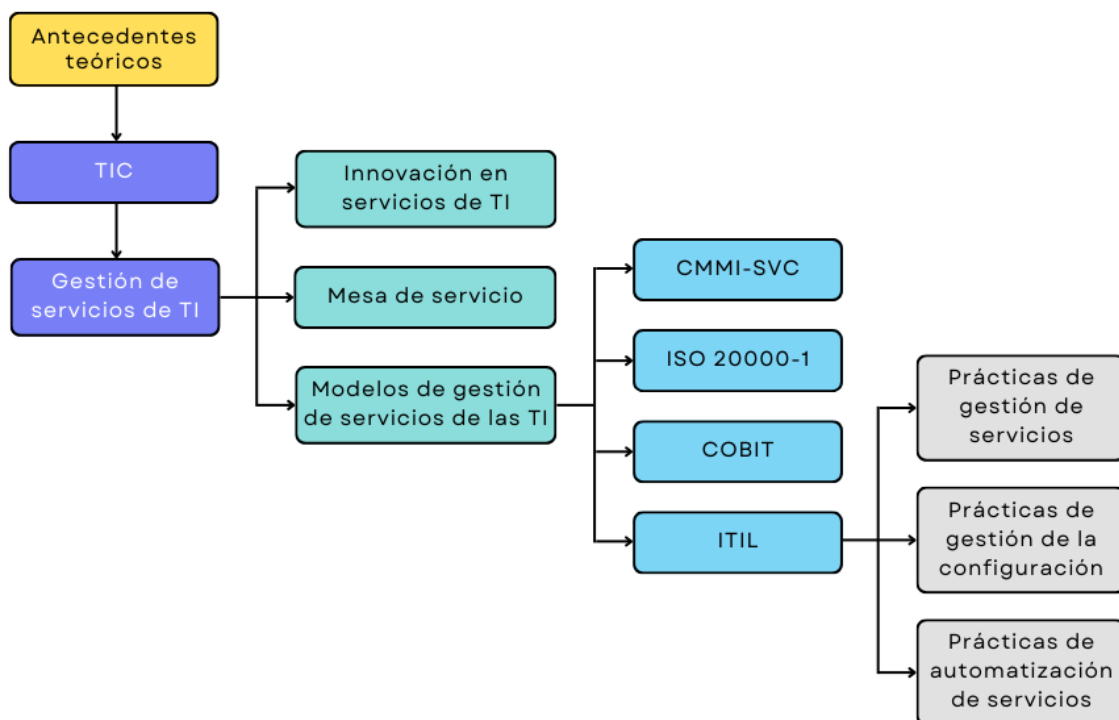 Antecedentes
teóricos
TIC
Gestión de
servicios de TI
Innovación en
servicios de TI
Mesa de servicio
Modelos de gestión
de servicios de las TI
CMMI-SVC
ISO 20000-1
COBIT
ITIL
Prácticas de
gestión de
servicios
Prácticas de
gestión de la
configuración
Prácticas de
automatización
de servicios